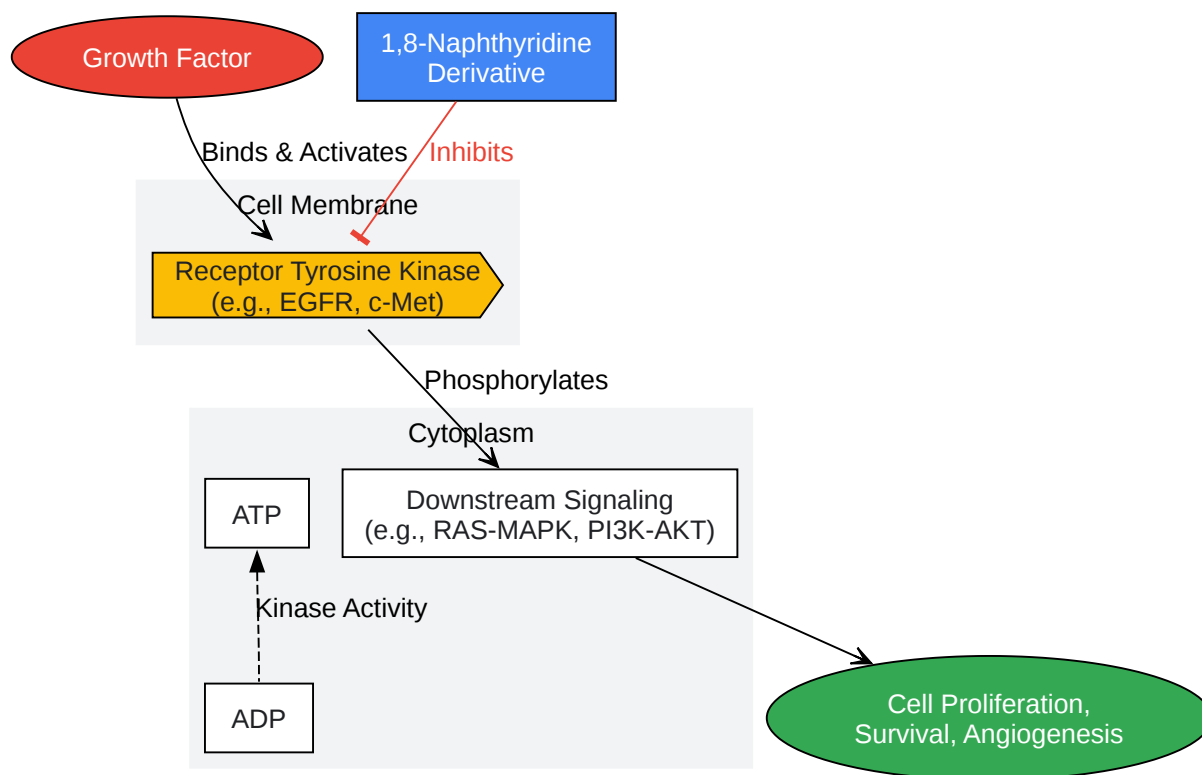 Growth Factor
1,8-Naphthyridine
Derivative
Binds & Activates
Inhibits
Cell Membrane
Receptor Tyrosine Kinase
(e.g., EGFR, c-Met)
Phosphorylates
Cytoplasm
ATP
Downstream Signaling
(e.g., RAS-MAPK, PI3K-AKT)
Kinase Activity
ADP
Cell Proliferation,
Survival, Angiogenesis